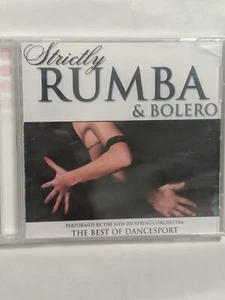 Strictly
RUMBA
& BOLERO
PERFORMED BY THE NEW 101 STRINGS ORCHESTRA
THE BEST OF DANCESPORT